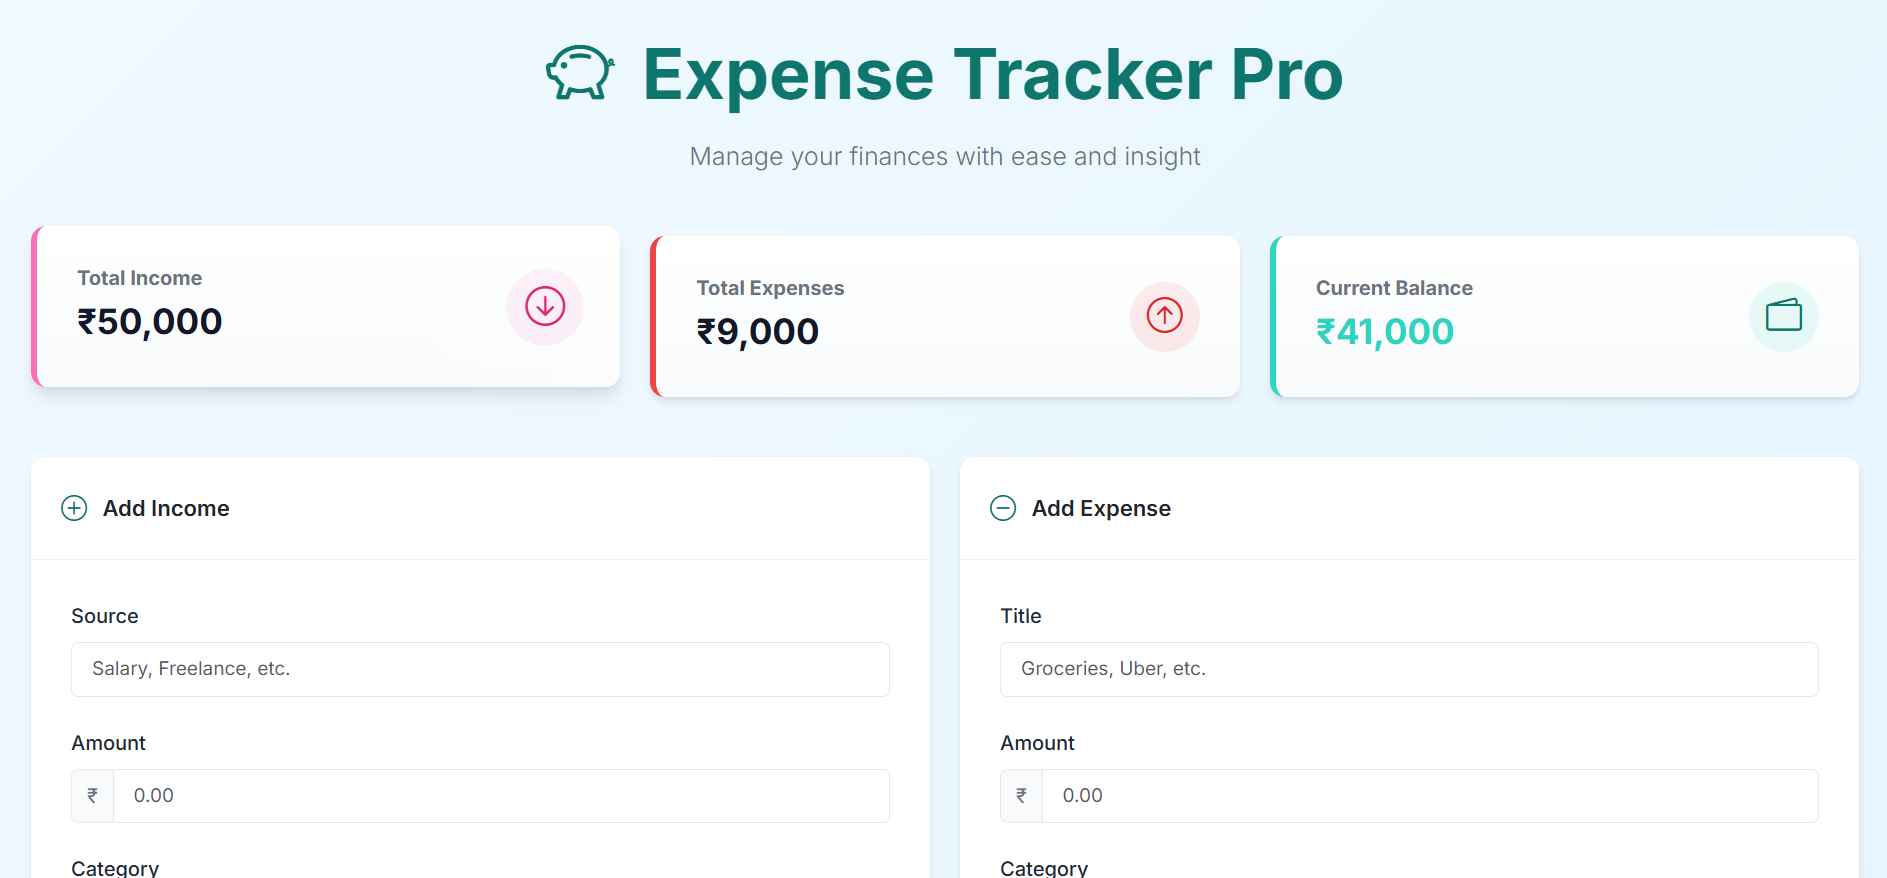 Expense Tracker Pro
Manage your finances with ease and insight
Total Income
₹50,000
Total Expenses
₹9,000
Current Balance
₹41,000
Add Income
Source
Salary, Freelance, etc.
Amount
₹ 0.00
Category
Add Expense
Title
Groceries, Uber, etc.
Amount
₹ 0.00
Category